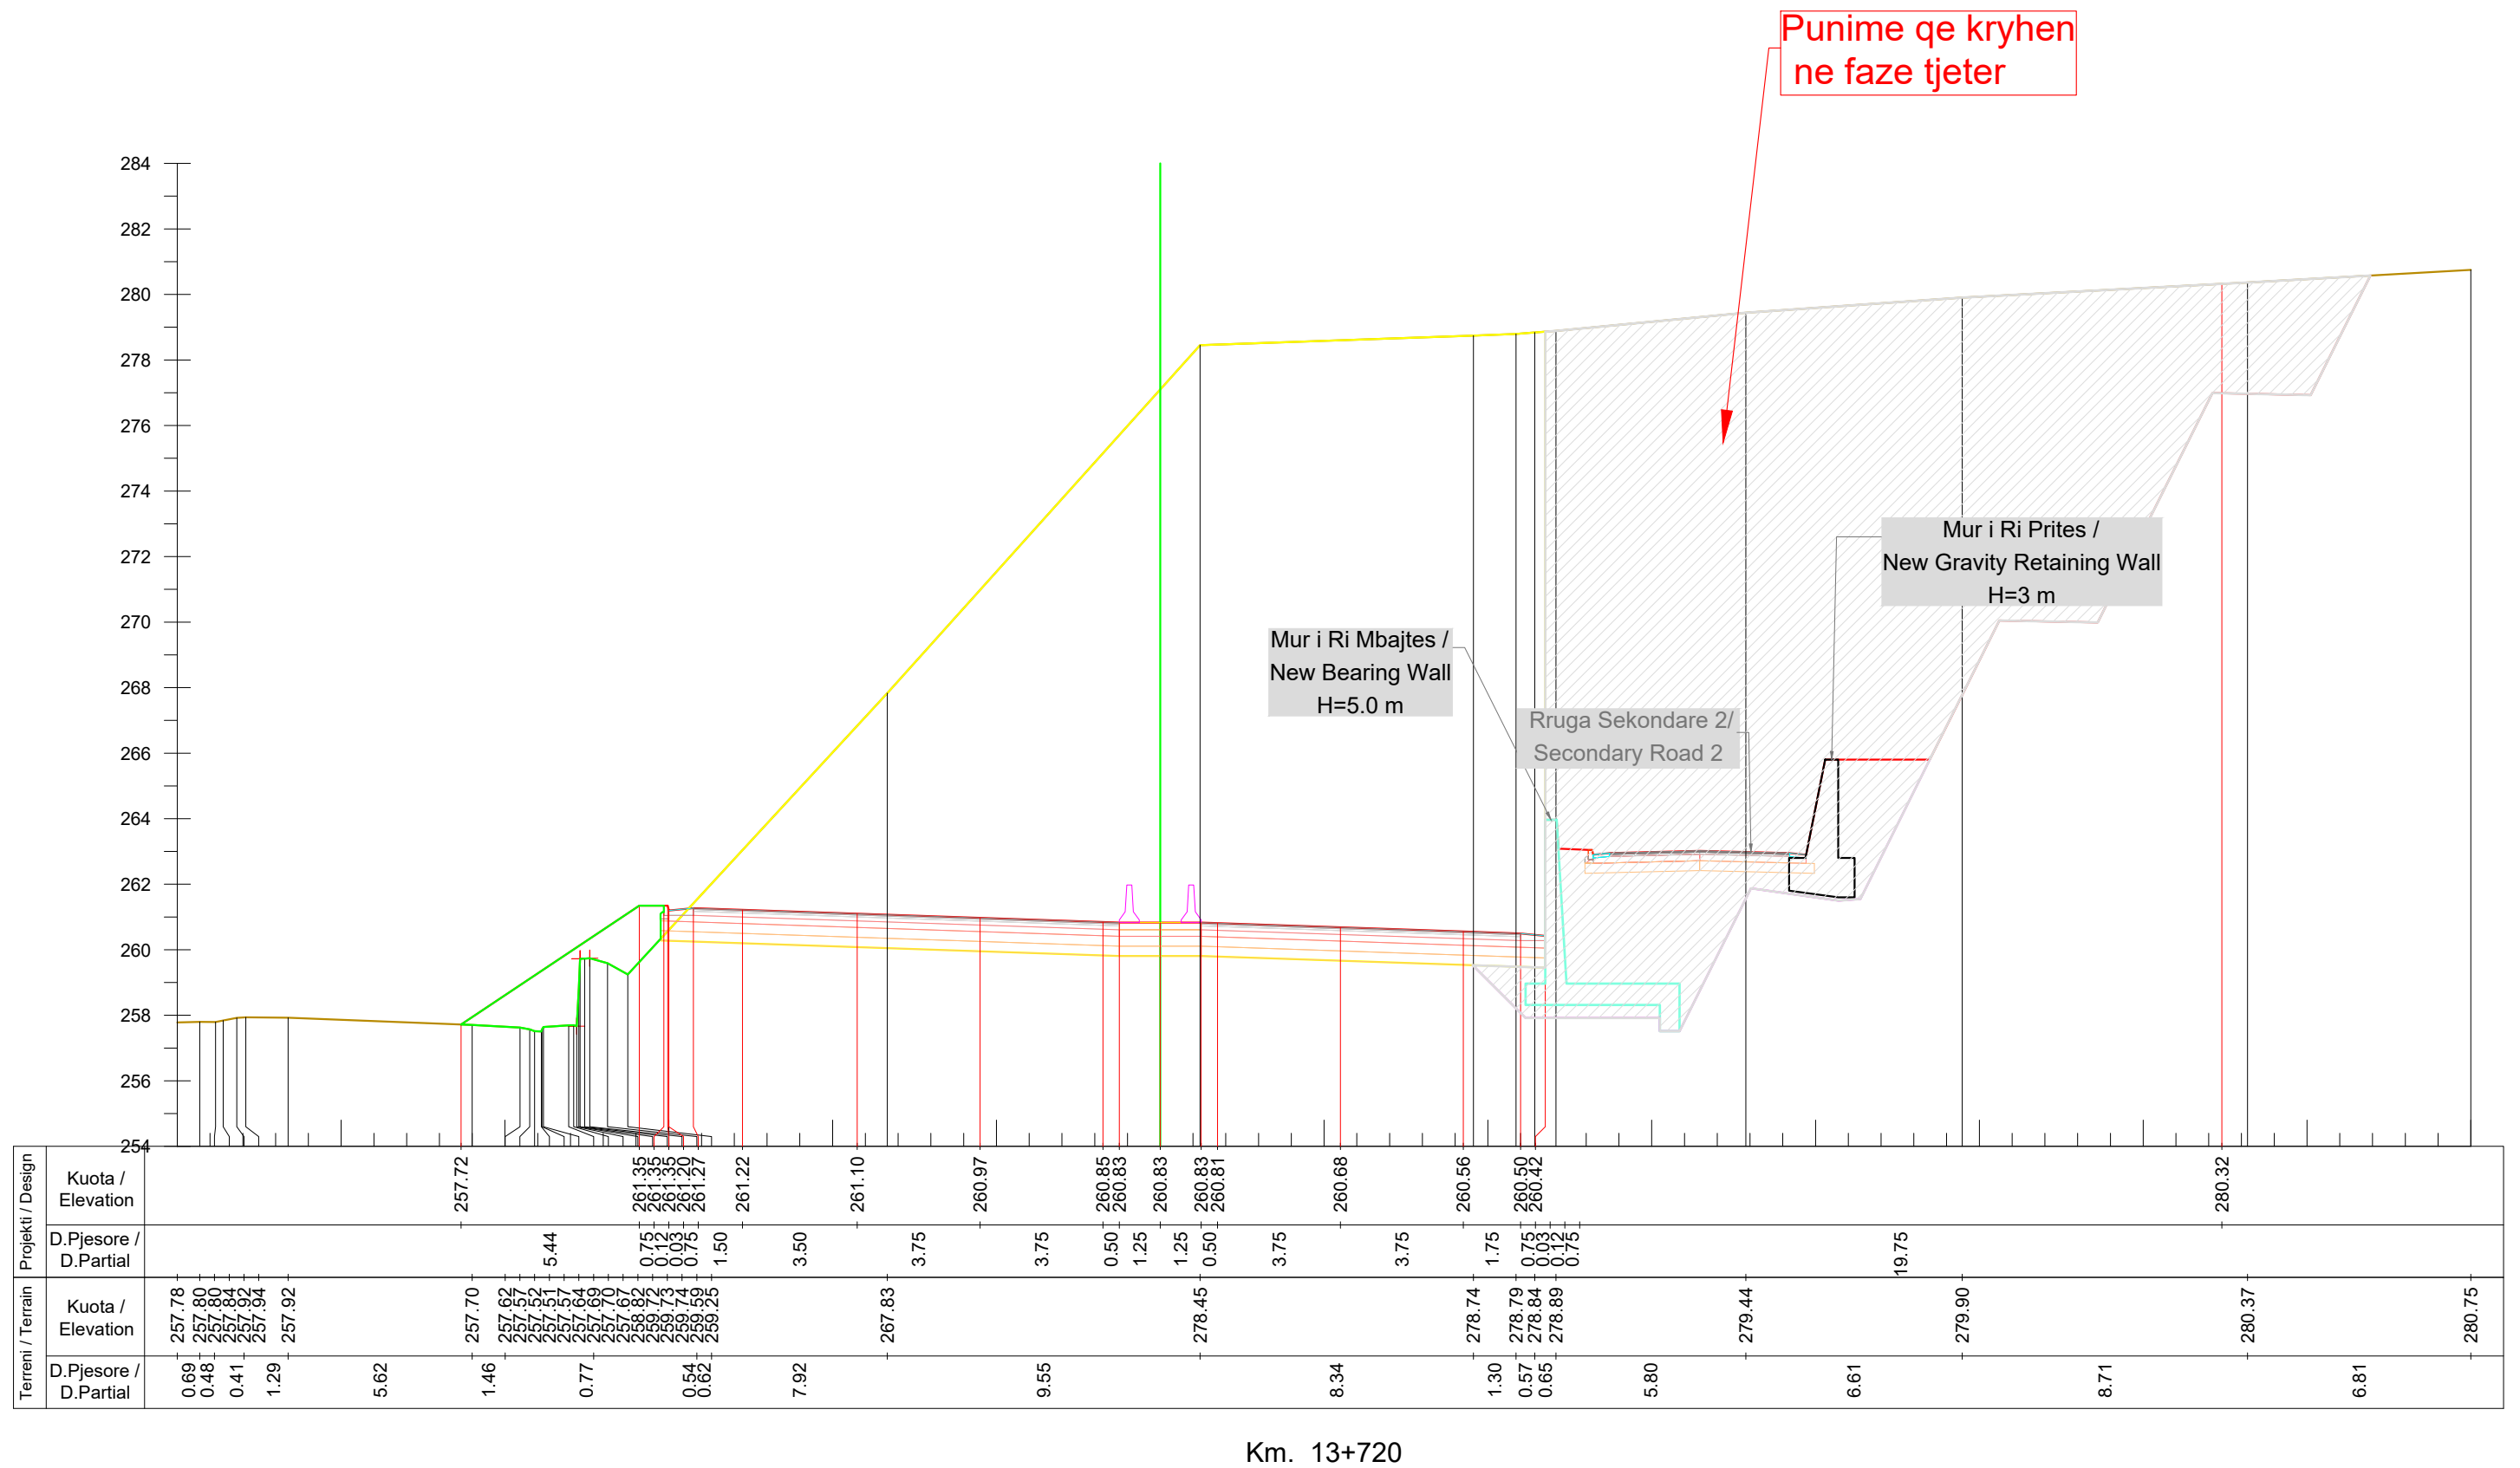 Punime qe kryhen
ne faze tjeter
284
282
280
278
276
274
272
270
268
266
264
262
260
258
256
254
Mur i Ri Prites /
New Gravity Retaining Wall
H=3 m
Mur i Ri Mbajtes /
New Bearing Wall
H=5.0 m
Rruga Sekondare 2/
Secondary Road 2
Projekti / Design
Kuota /
Elevation
257.72 261.35 261.35 261.35 261.20 261.27 261.22 261.10 260.97 260.85 260.83 260.83 260.83 260.81 260.68 260.56 260.50 260.42 280.32
D.Pjesore /
D.Partial
5.44 0.75 0.12 0.03 0.75 1.50 3.50 3.75 3.75 0.50 1.25 1.25 0.50 3.75 3.75 1.75 0.75 0.03 0.12 0.75 19.75
Terreni / Terrain
Kuota /
Elevation
257.78 257.80 257.80 257.84 257.92 257.94 257.92 257.70 257.62 257.57 257.52 257.51 257.57 257.64 257.69 257.70 257.67 258.82 259.72 259.73 259.74 259.59 259.25 267.83 278.45 278.74 278.79 278.84 278.89 279.44 279.90 280.37 280.75
D.Pjesore /
D.Partial
0.69 0.48 0.41 1.29 5.62 1.46 0.77 0.54 0.62 7.92 9.55 8.34 1.30 0.57 0.65 5.80 6.61 8.71 6.81
Km. 13+720